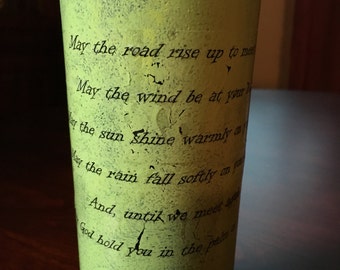 May the road rise up to
May the wind be at your
the sun shine warmly
the rain fall softly on
And, until we meet
God hold you in the